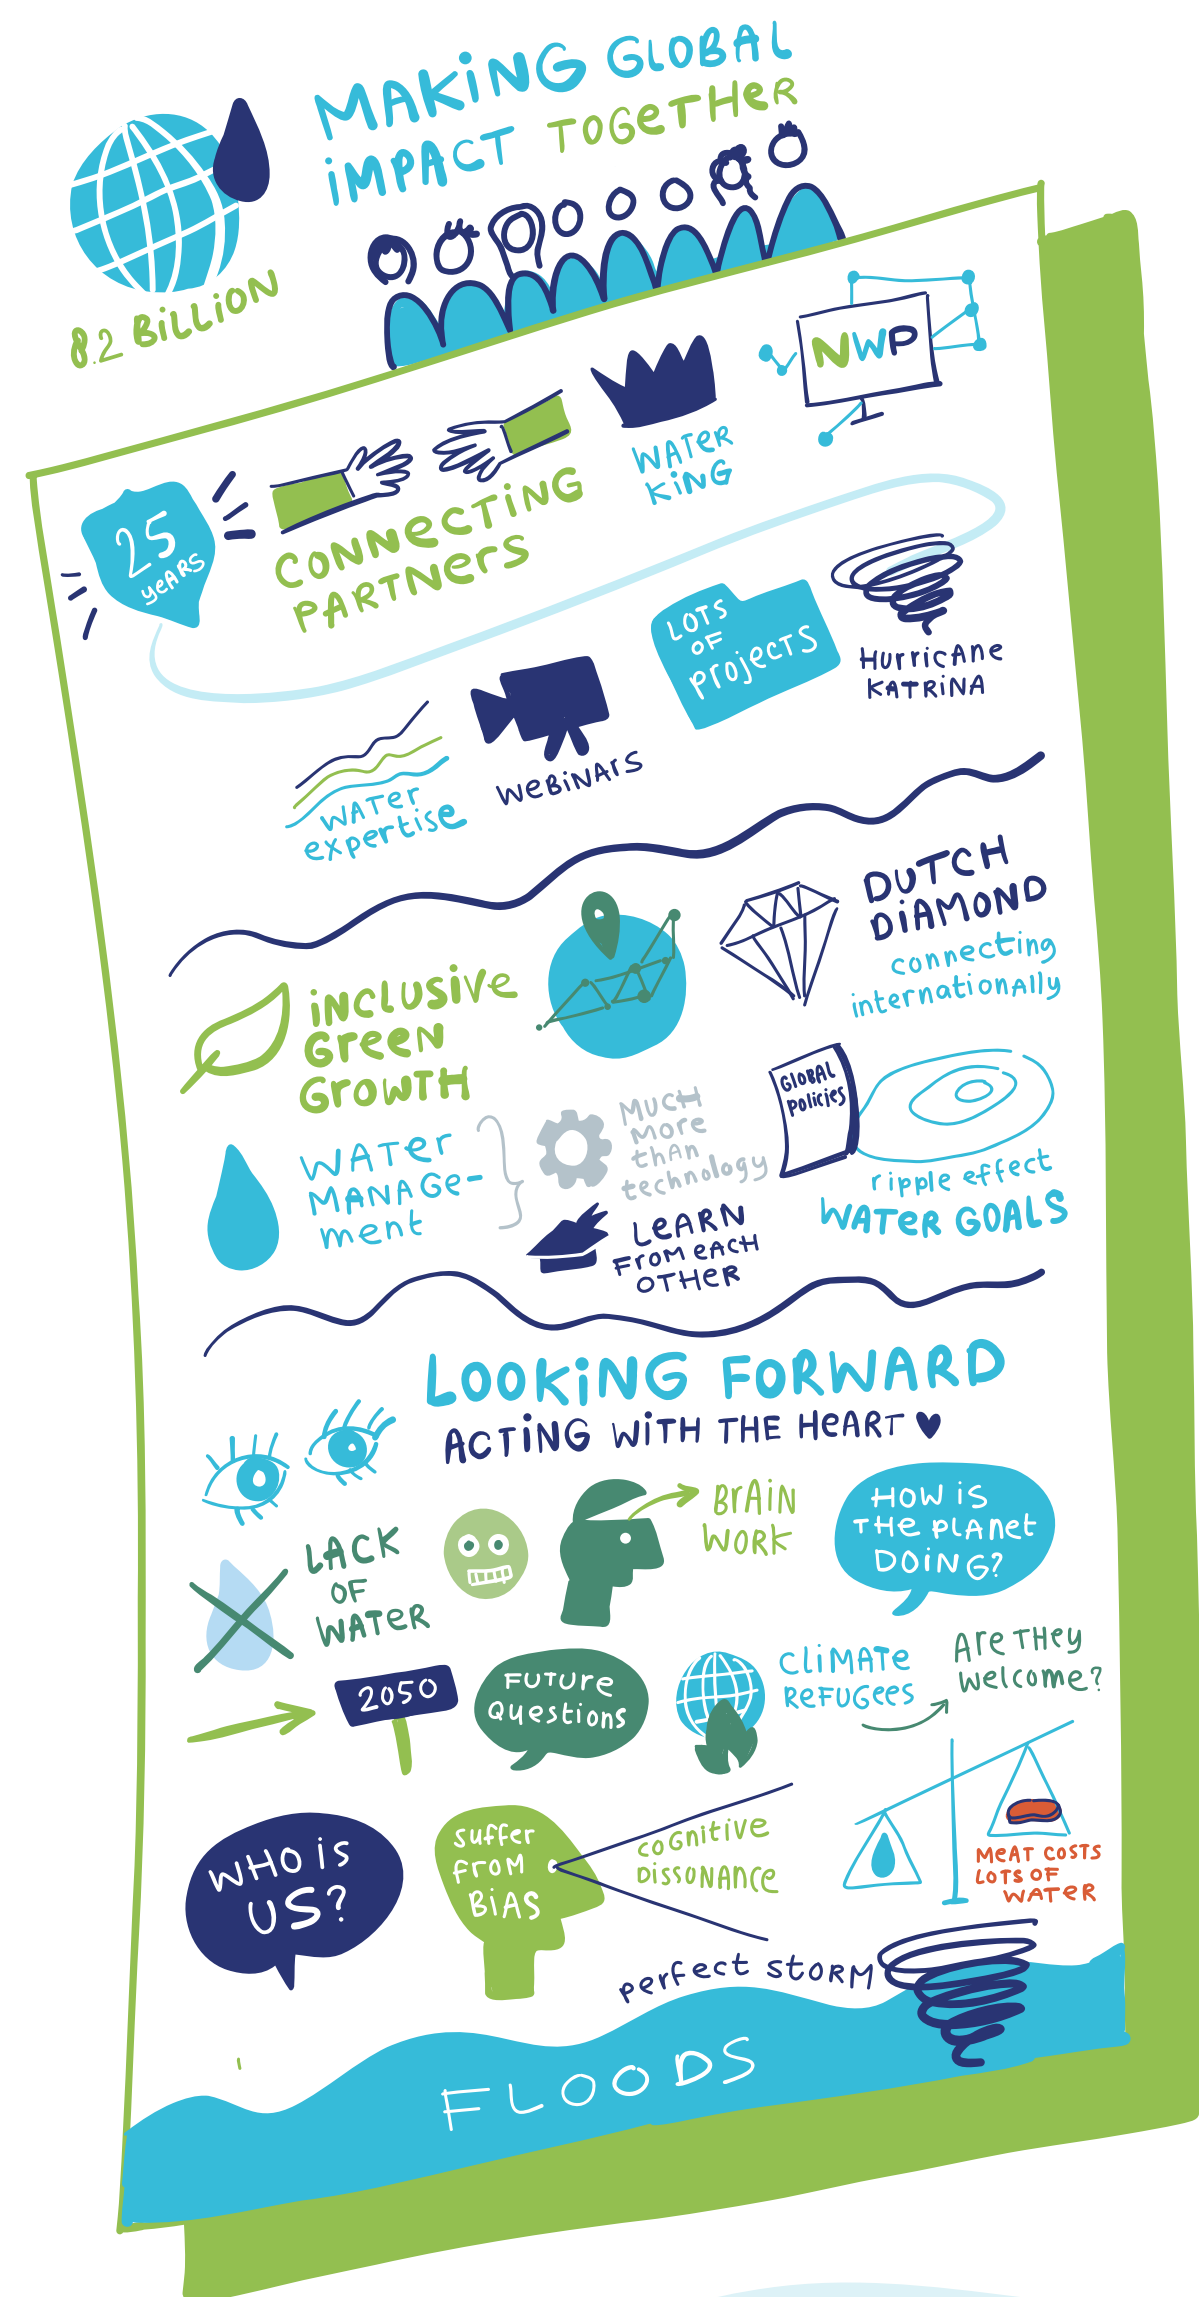 MAKING GLOBAL
IMPACT TOGETHER
8.2 BILLION
NWP
WATER
KING
25
YEARS
CONNECTING
PARTNERS
LOTS
OF
PROJECTS
HURRICANE
KATRINA
WEBINARS
WATER
expertise
DUTCH
DIAMOND
connecting
internationally
INCLUSIVE
GREEN
GROWTH
GLOBAL
Policies
MUCH
MORE
thAn
technology
WATER
MANAGE-
ment
ripple effect
WATER GOALS
LEARN
FROM EACH
OTHER
LOOKING FORWARD
ACTING WITH THE HEART
BRAIN
WORK
HOW IS
THE PLANET
DOING?
LACK
OF
WATER
2050
FUTURE
Questions
CLIMATE
REFUGEES
ARE THEY
welcome?
WHO IS
US?
SUFFER
FROM
BIAS
COGNITIVE
DISSONANCE
MEAT COSTS
LOTS OF
WATER
perfect STORM
FLOODS